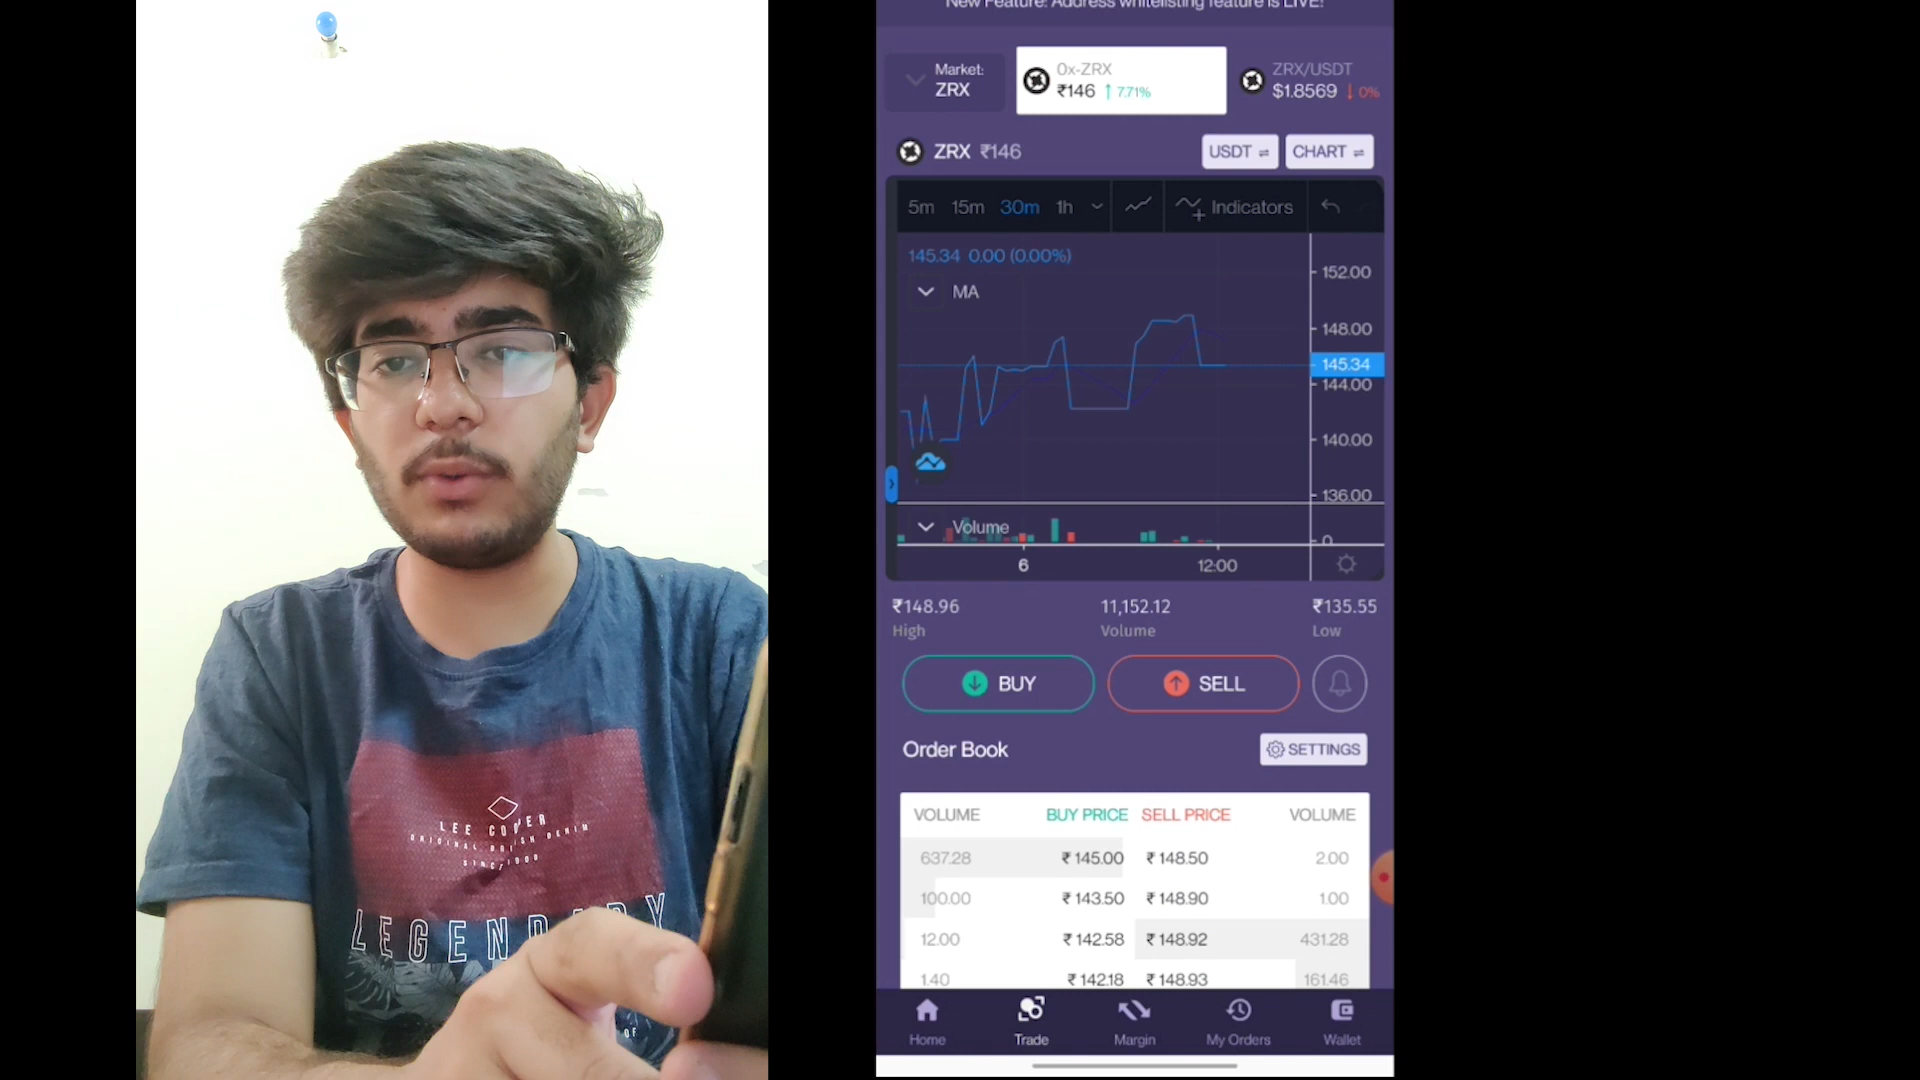 LEE COOPER
ORIGINAL BRITISH DENIM
LEGENDARY
OF
New Feature: Address whitelisting feature is LIVE!
Market:
ZRX
0x-ZRX
₹146 ↑ 7.71%
ZRX/USDT
$1.8569 ↓ 0%
ZRX ₹146
USDT ⇌
CHART ⇌
5m 15m 30m 1h
Indicators
145.34 0.00 (0.00%)
MA
152.00
148.00
145.34
144.00
140.00
136.00
Volume
0
6 12:00
₹148.96 11,152.12 ₹135.55
High Volume Low
BUY SELL
Order Book SETTINGS
VOLUME BUY PRICE SELL PRICE VOLUME
637.28 ₹ 145.00 ₹ 148.50 2.00
100.00 ₹ 143.50 ₹ 148.90 1.00
12.00 ₹ 142.58 ₹ 148.92 431.28
1.40 ₹ 142.18 ₹ 148.93 161.46
Home Trade Margin My Orders Wallet